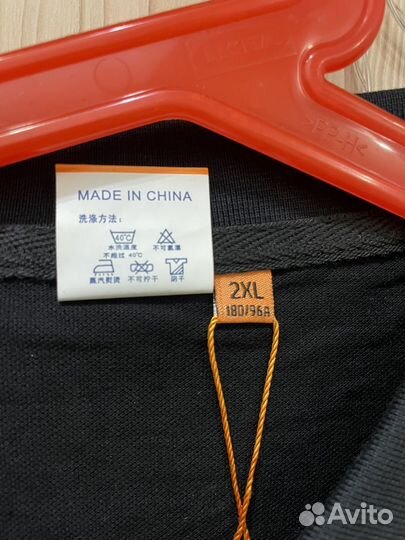 MADE IN CHINA
洗涤方法：
40℃
水洗温度
不超过 40℃
不可氯漂
蒸汽熨烫
不可拧干
阴干
2XL
180/96A
Avito